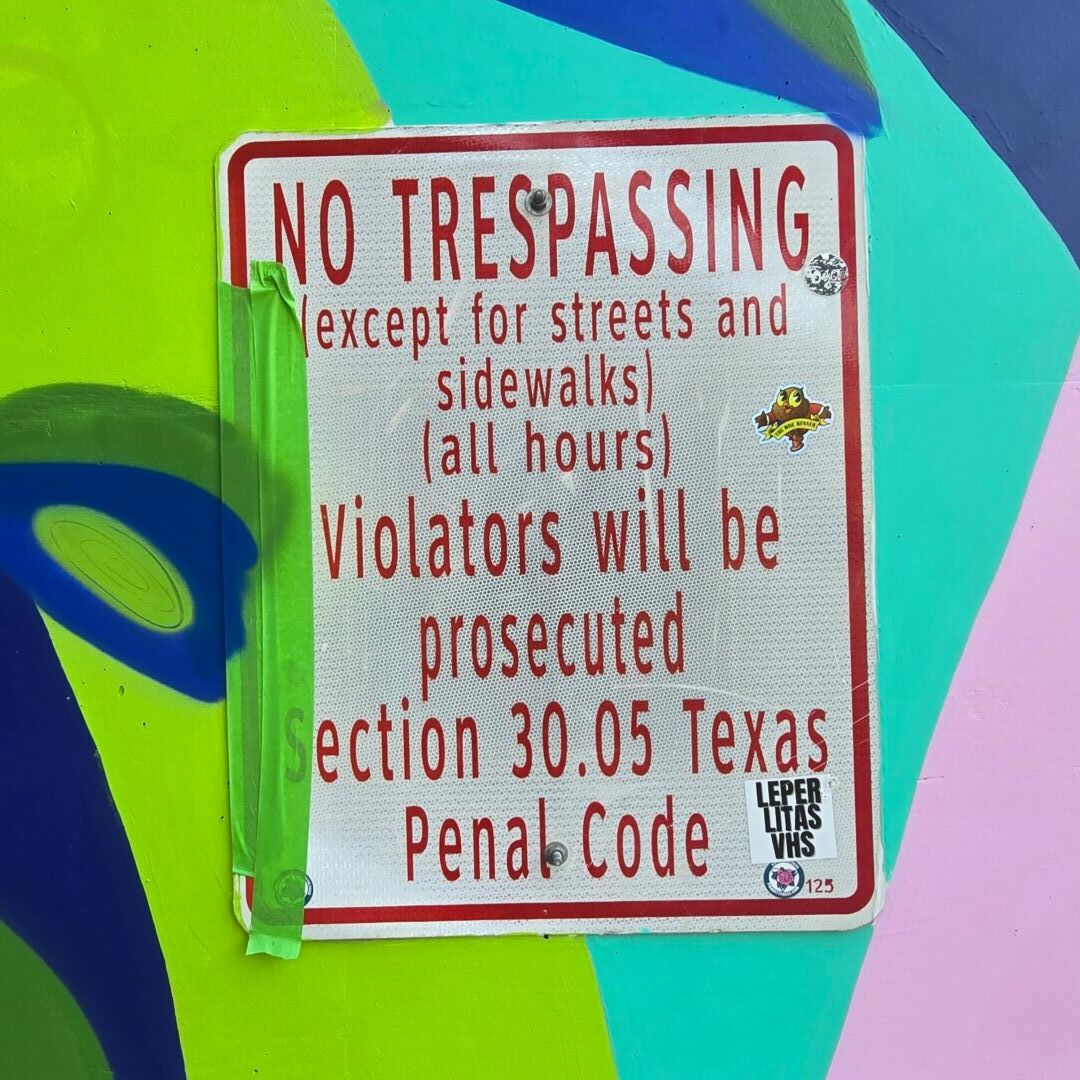 NO TRESPASSING
(except for streets and
sidewalks)
(all hours)
Violators will be
prosecuted
Section 30.05 Texas
Penal Code
LEPER
LITAS
VHS
125